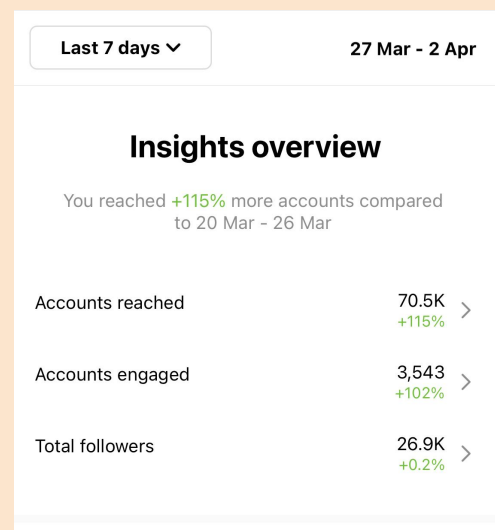 Last 7 days
27 Mar - 2 Apr
Insights overview
You reached +115% more accounts compared
to 20 Mar - 26 Mar
Accounts reached
70.5K
+115%
Accounts engaged
3,543
+102%
Total followers
26.9K
+0.2%